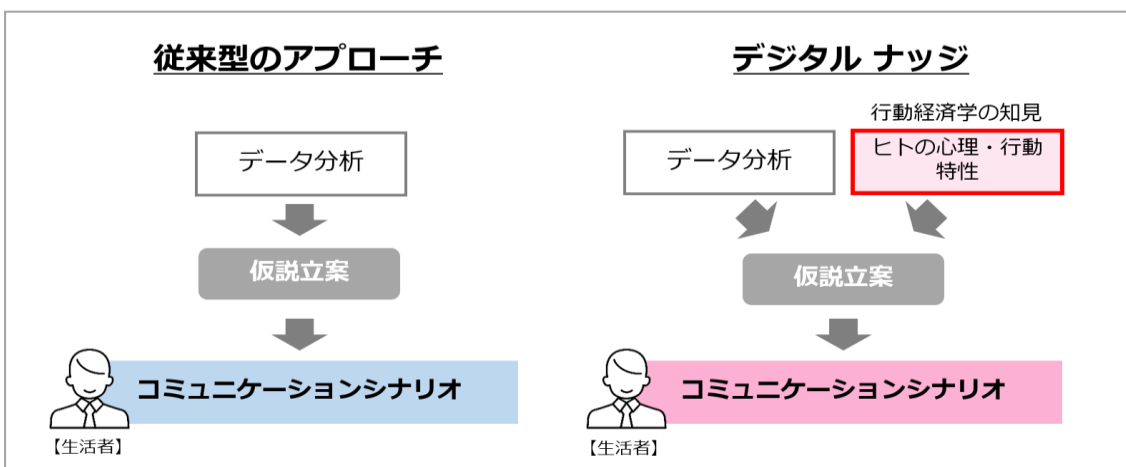 従来型のアプローチ
データ分析
仮説立案
コミュニケーションシナリオ
【生活者】
デジタル ナッジ
行動経済学の知見
データ分析
ヒトの心理・行動
特性
仮説立案
コミュニケーションシナリオ
【生活者】